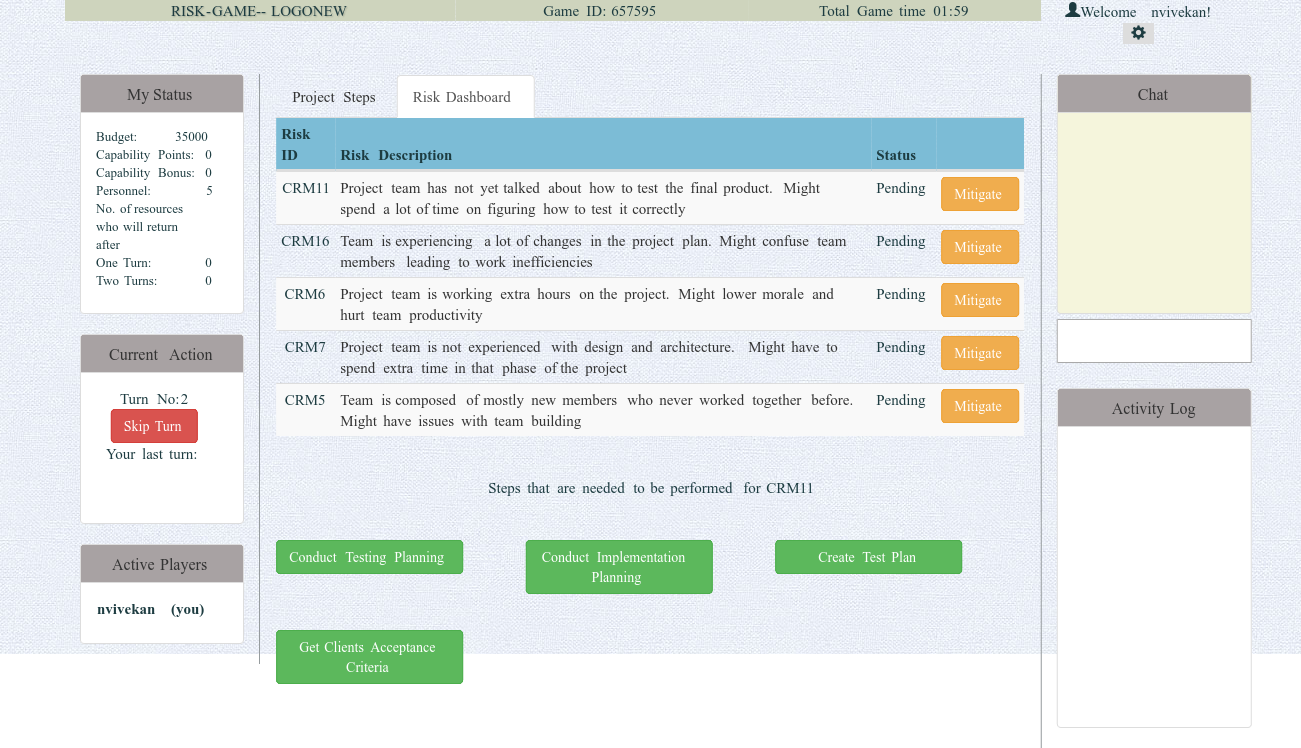 RISK-GAME-- LOGONEW Game ID: 657595 Total Game time 01:59 Welcome nvivekan!
My Status
Budget: 35000
Capability Points: 0
Capability Bonus: 0
Personnel: 5
No. of resources
who will return
after
One Turn: 0
Two Turns: 0
Current Action
Turn No:2
Skip Turn
Your last turn:
Active Players
nvivekan (you)
Project Steps Risk Dashboard
Risk
ID Risk Description Status
CRM11 Project team has not yet talked about how to test the final product. Might Pending Mitigate
spend a lot of time on figuring how to test it correctly
CRM16 Team is experiencing a lot of changes in the project plan. Might confuse team Pending Mitigate
members leading to work inefficiencies
CRM6 Project team is working extra hours on the project. Might lower morale and Pending Mitigate
hurt team productivity
CRM7 Project team is not experienced with design and architecture. Might have to Pending Mitigate
spend extra time in that phase of the project
CRM5 Team is composed of mostly new members who never worked together before. Pending Mitigate
Might have issues with team building
Steps that are needed to be performed for CRM11
Conduct Testing Planning
Conduct Implementation
Planning
Create Test Plan
Get Clients Acceptance
Criteria
Chat
Activity Log